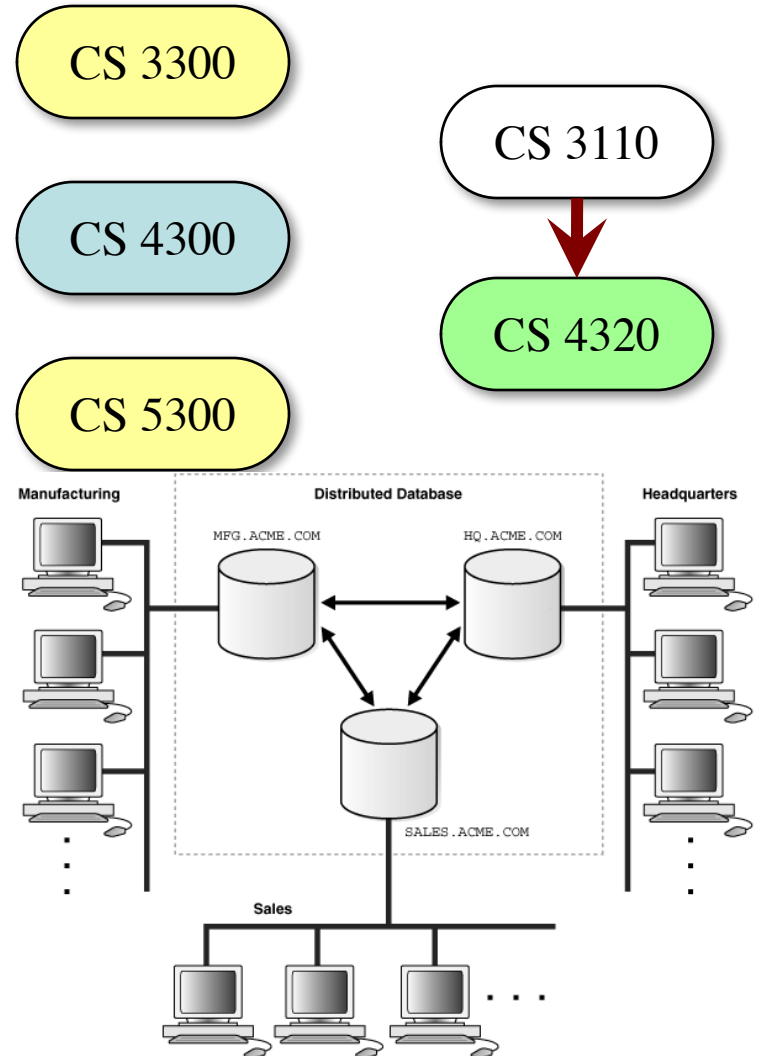 CS 3300
CS 3110
CS 4300
CS 4320
CS 5300
Manufacturing
Distributed Database
Headquarters
MFG.ACME.COM
HQ.ACME.COM
SALES.ACME.COM
Sales